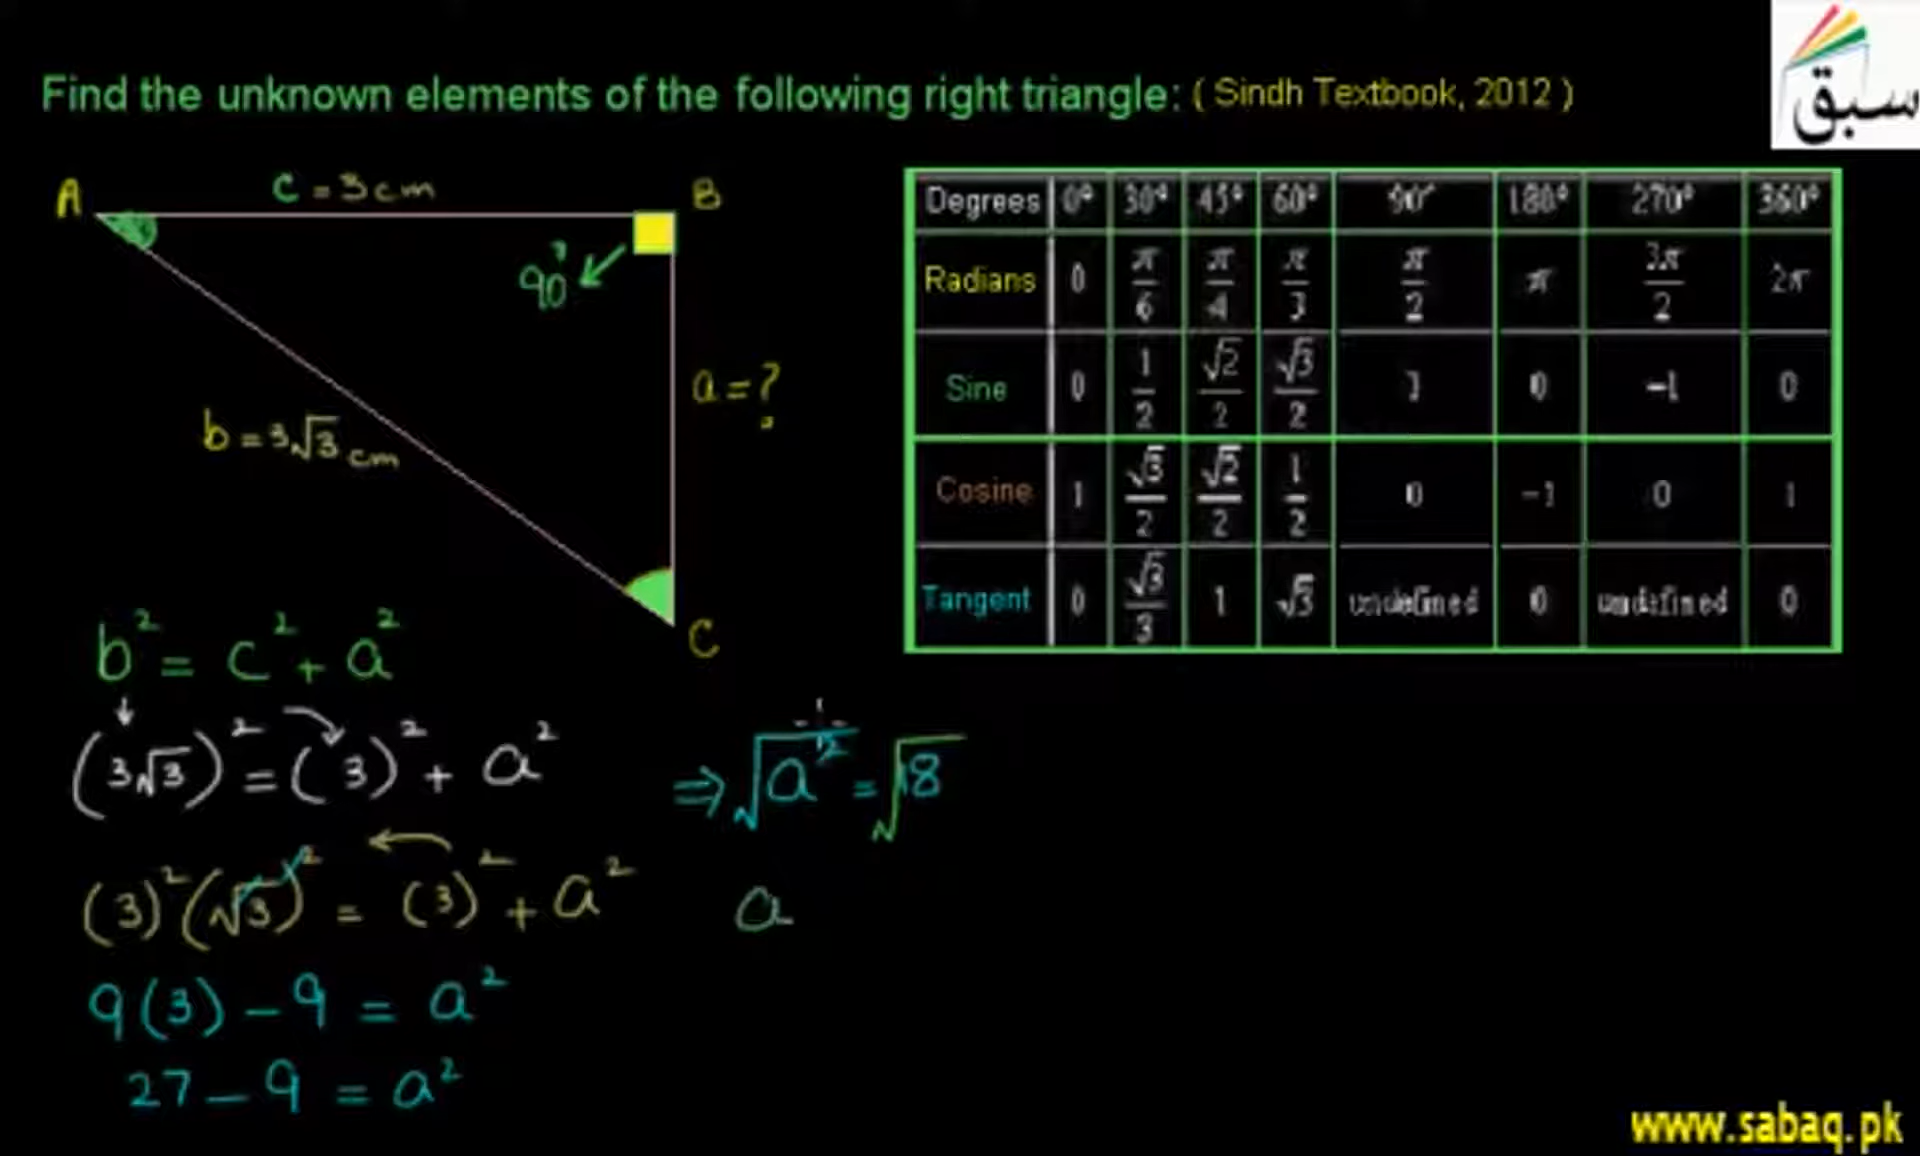 Find the unknown elements of the following right triangle: ( Sindh Textbook, 2012 )
سبق
A
c = 3 cm
B
90°
a = ?
b = 3√3 cm
C
Degrees 0° 30° 45° 60° 90° 180° 270° 360°
Radians 0 π/6 π/4 π/3 π/2 π 3π/2 2π
Sine 0 1/2 √2/2 √3/2 1 0 -1 0
Cosine 1 √3/2 √2/2 1/2 0 -1 0 1
Tangent 0 √3/3 1 √3 undefined 0 undefined 0
b² = c² + a²
(3√3)² = (3)² + a²
(3)²(√3)² = (3)² + a²
9(3) - 9 = a²
27 - 9 = a²
⇒ √a² = √18
a
www.sabaq.pk